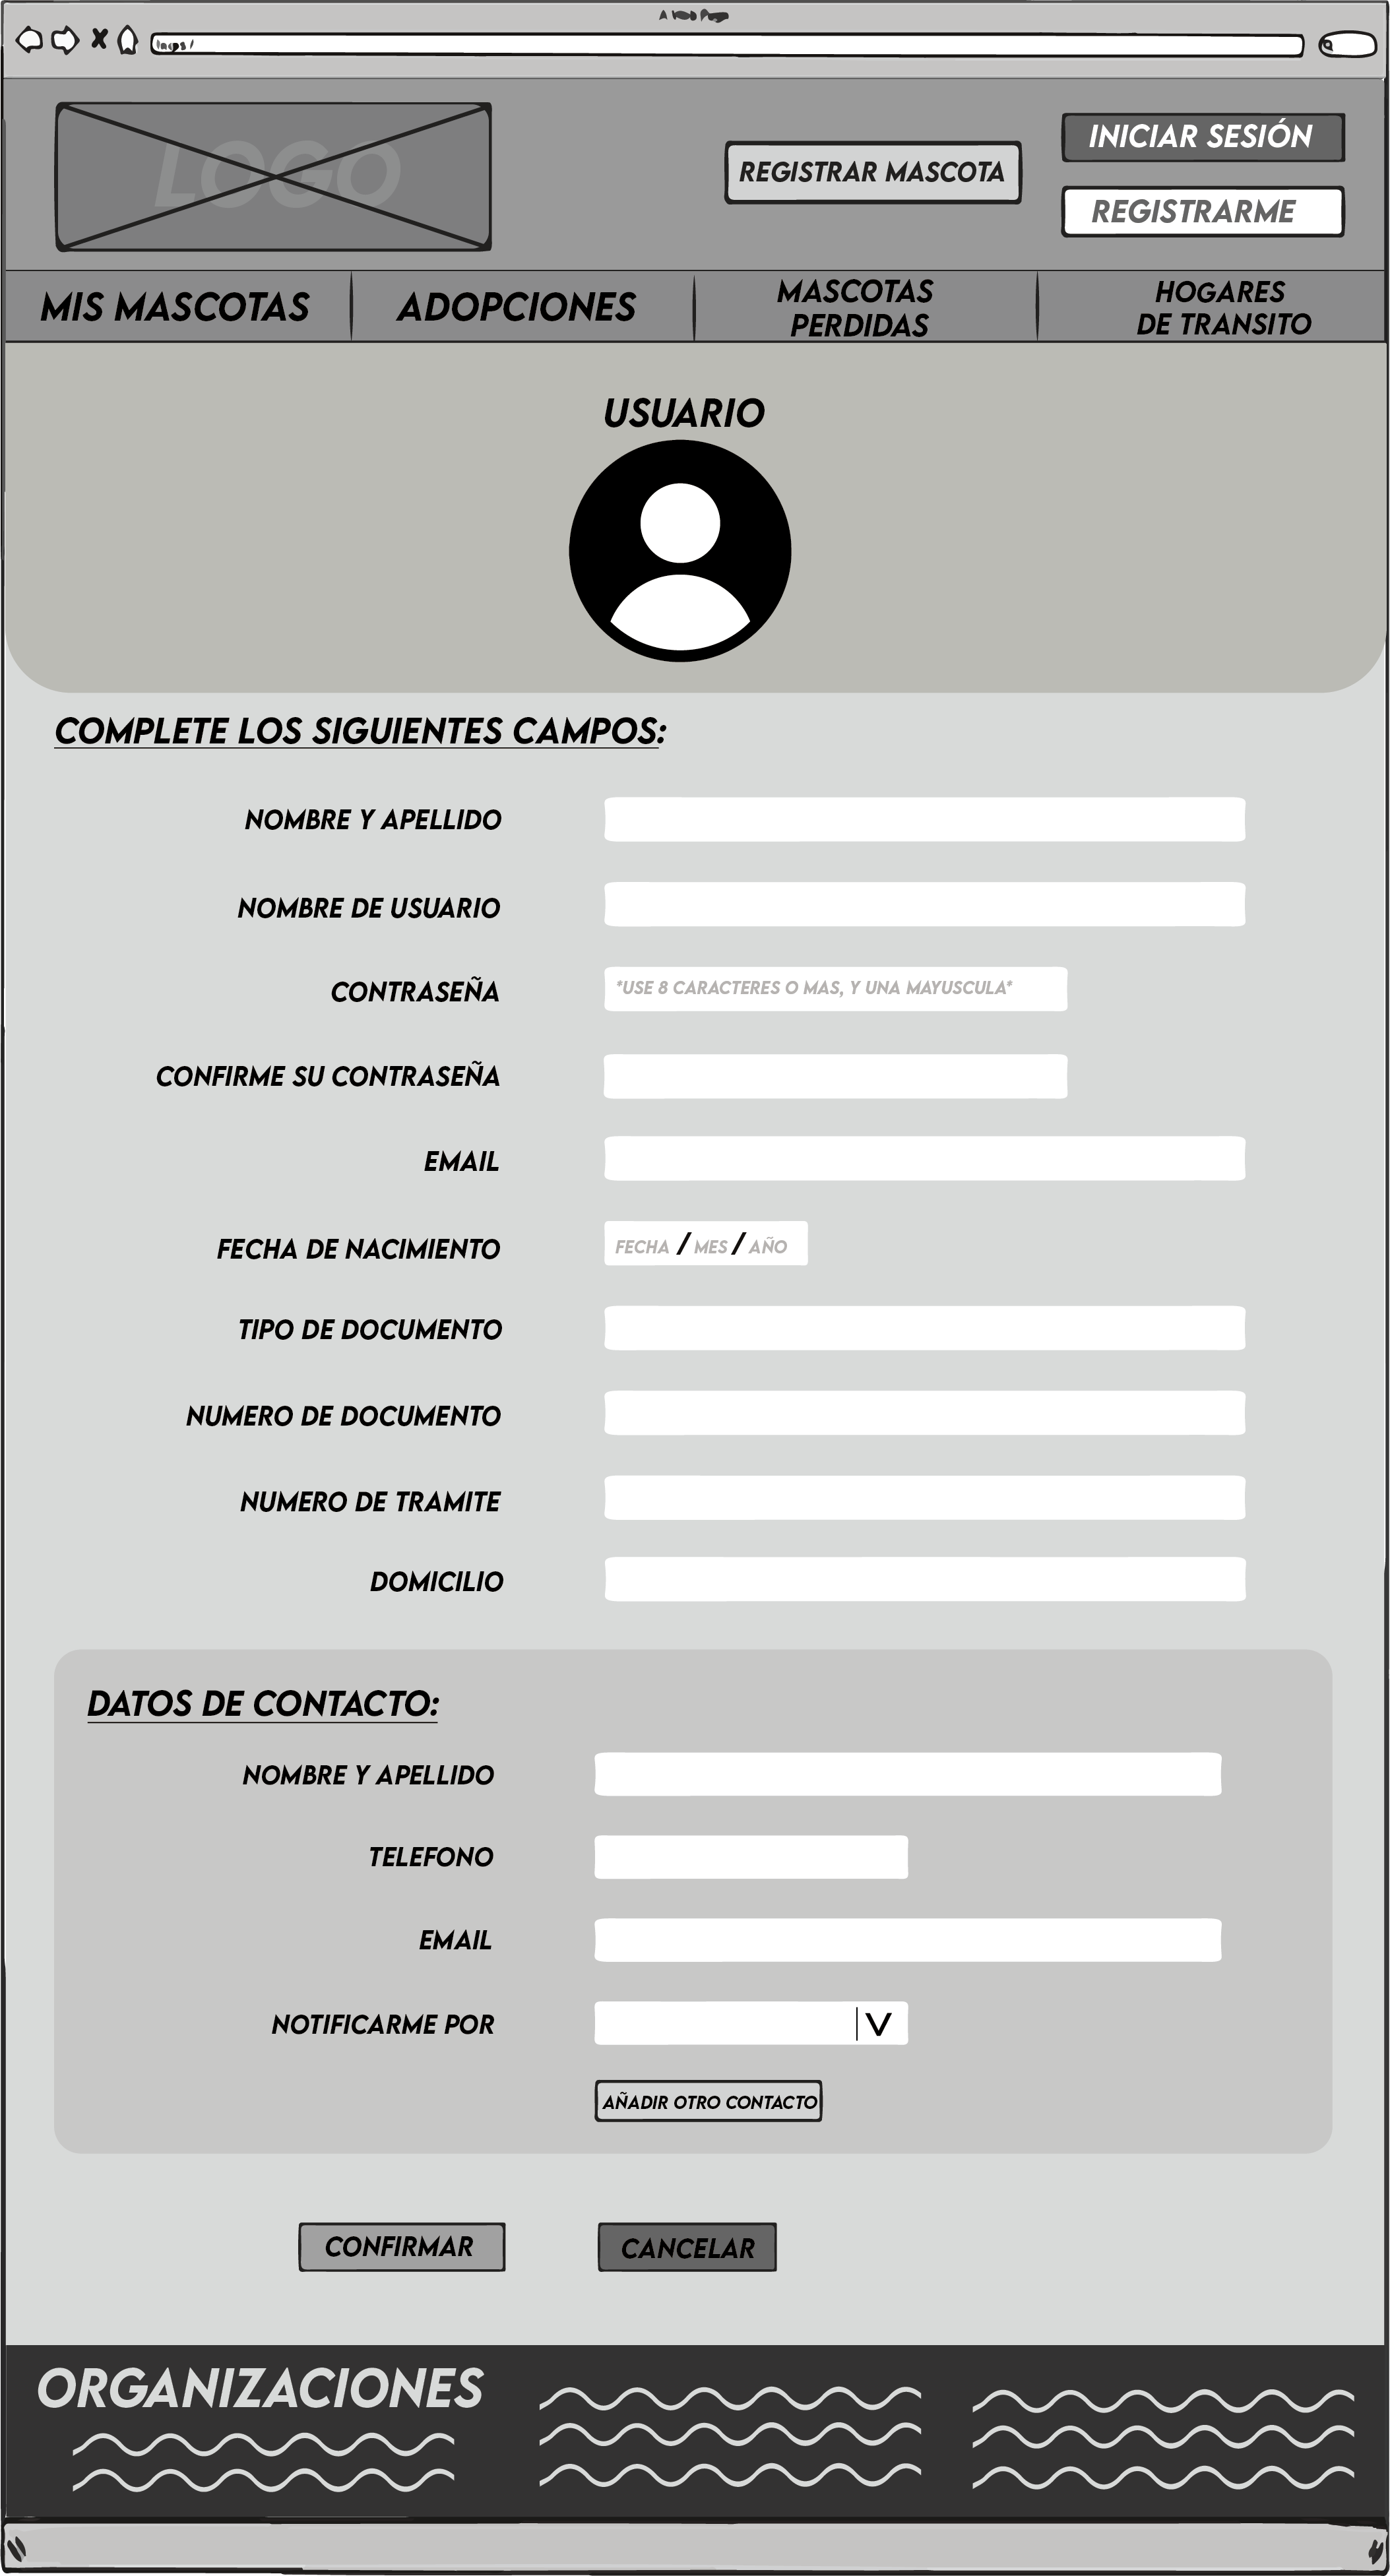 A Web Page
LOGO
REGISTRAR MASCOTA
INICIAR SESIÓN
REGISTRARME
MIS MASCOTAS
ADOPCIONES
MASCOTAS
PERDIDAS
HOGARES
DE TRANSITO
USUARIO
COMPLETE LOS SIGUIENTES CAMPOS:
NOMBRE Y APELLIDO
NOMBRE DE USUARIO
CONTRASEÑA
*USE 8 CARACTERES O MAS, Y UNA MAYUSCULA*
CONFIRME SU CONTRASEÑA
EMAIL
FECHA DE NACIMIENTO
FECHA / MES / AÑO
TIPO DE DOCUMENTO
NUMERO DE DOCUMENTO
NUMERO DE TRAMITE
DOMICILIO
DATOS DE CONTACTO:
NOMBRE Y APELLIDO
TELEFONO
EMAIL
NOTIFICARME POR
AÑADIR OTRO CONTACTO
CONFIRMAR
CANCELAR
ORGANIZACIONES